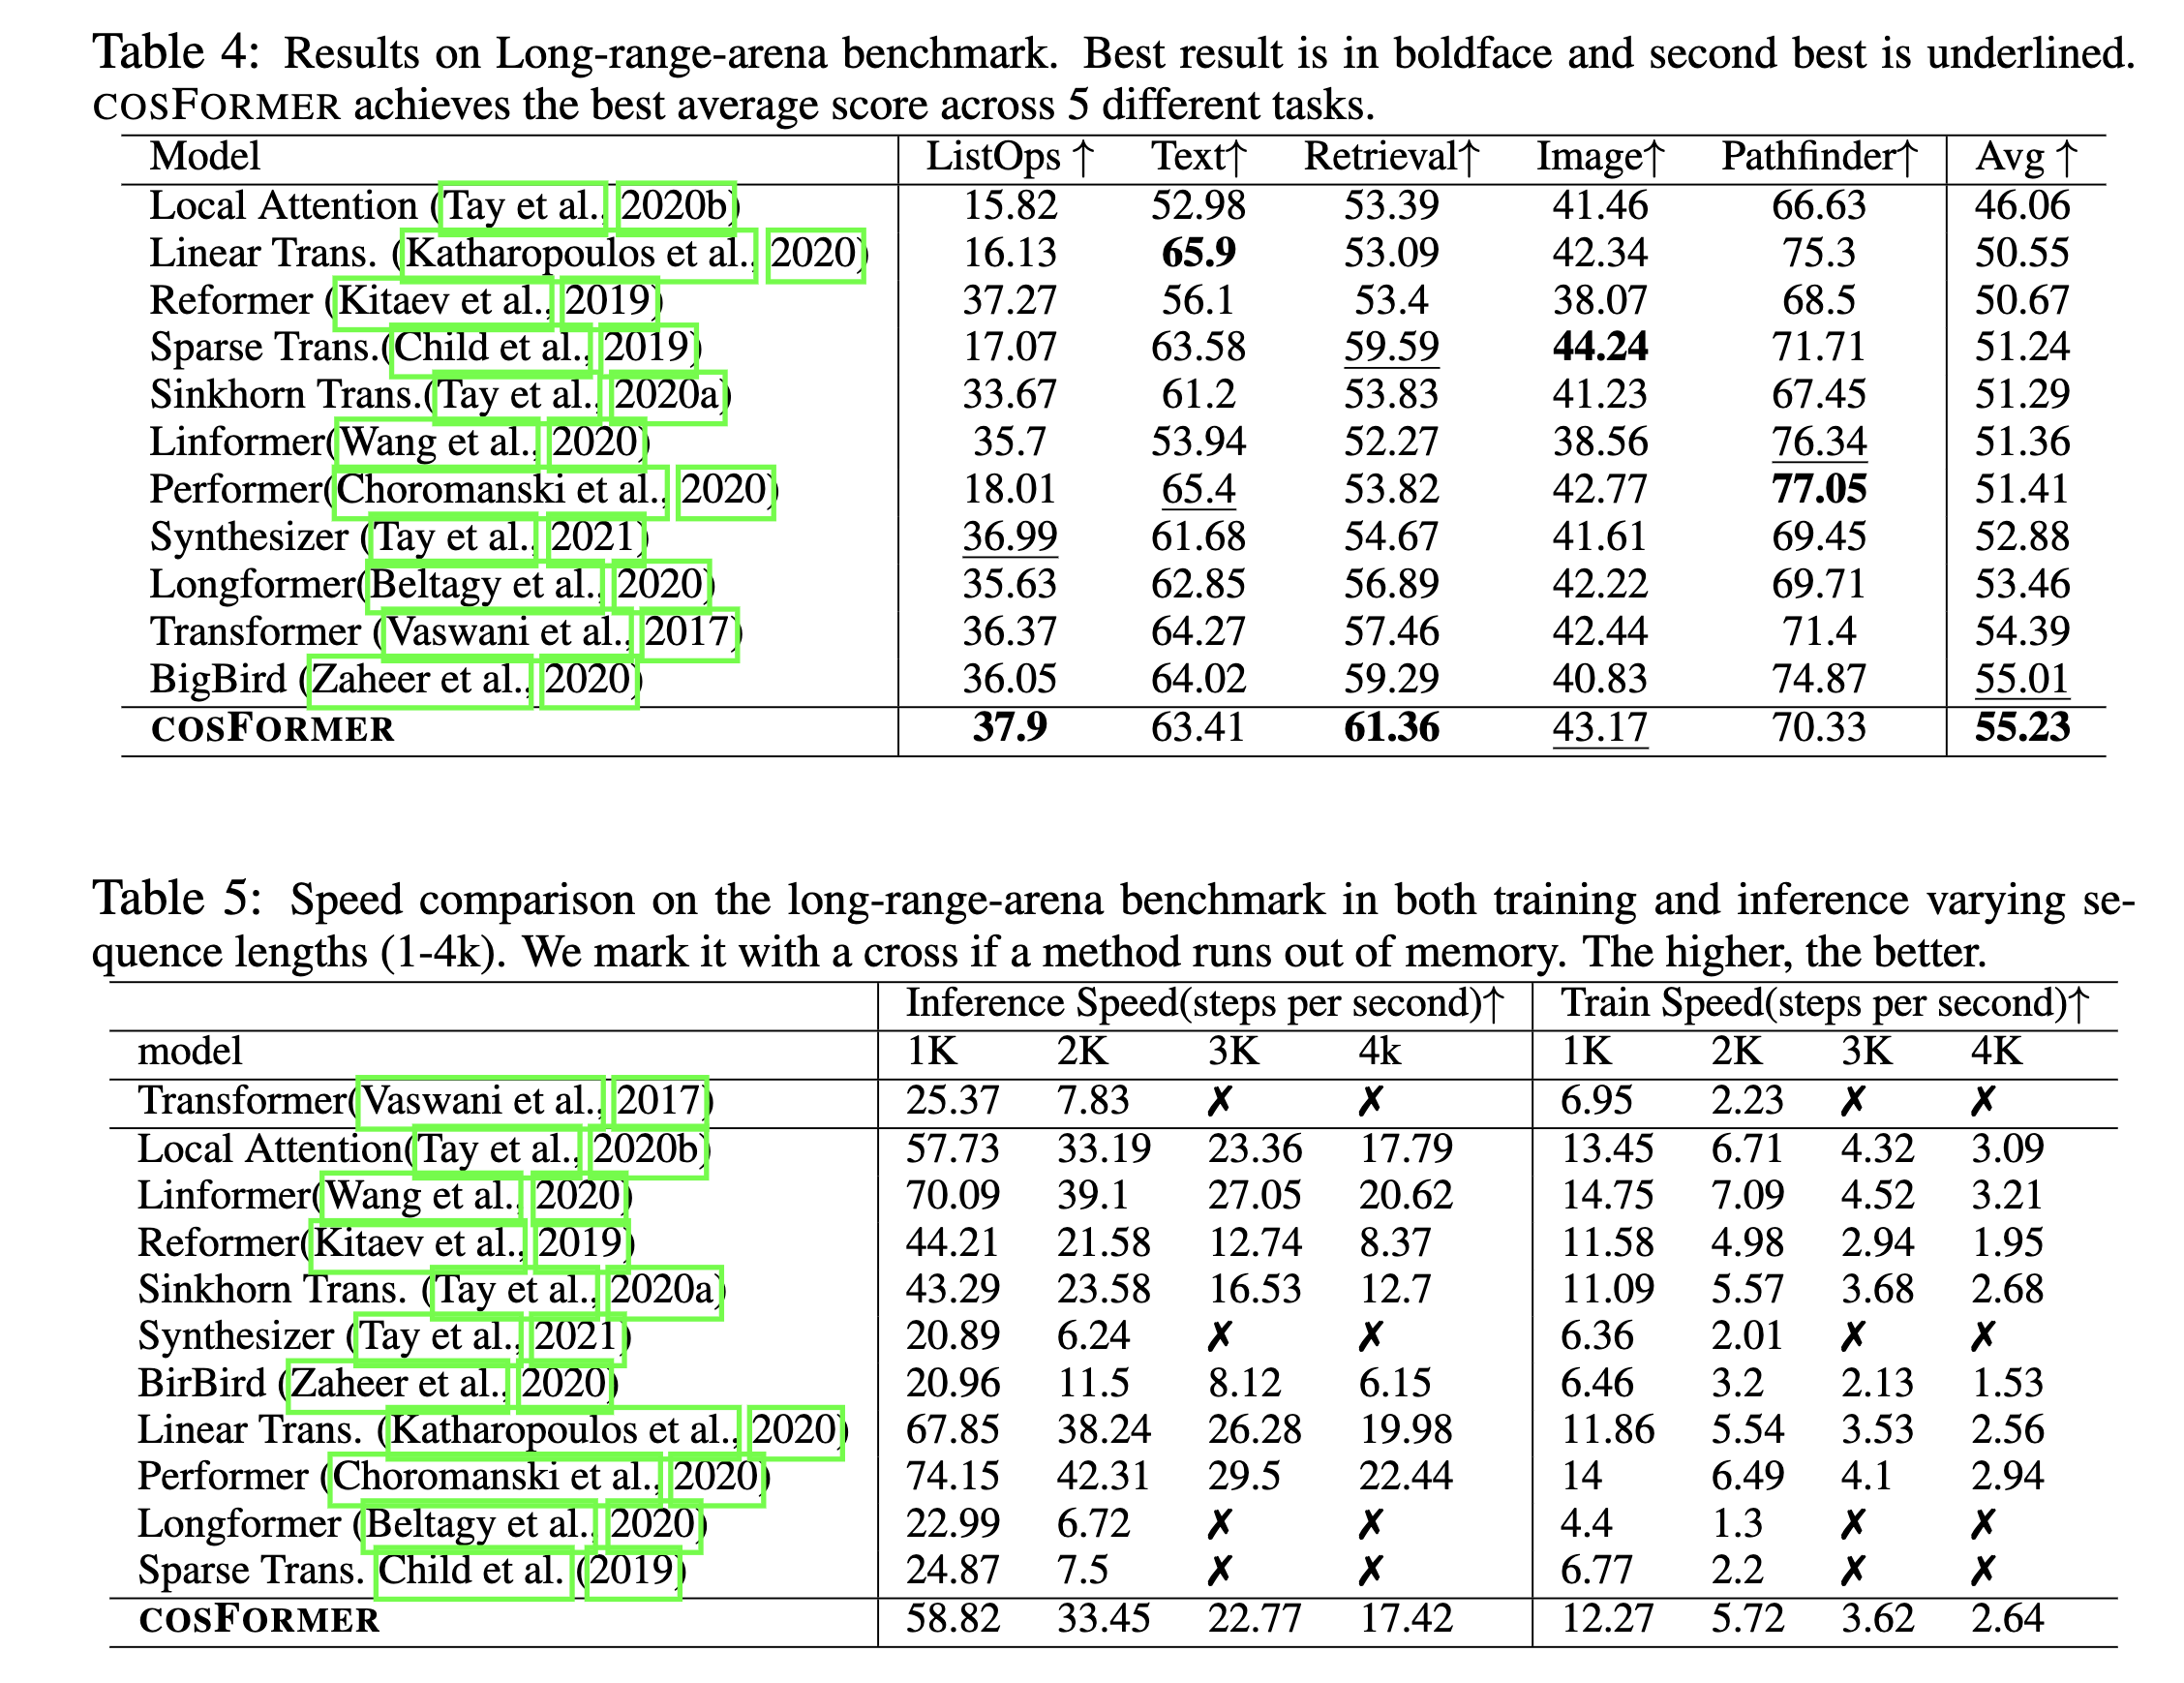 Table 4: Results on Long-range-arena benchmark. Best result is in boldface and second best is underlined.
COSFORMER achieves the best average score across 5 different tasks.
Model ListOps ↑ Text↑ Retrieval↑ Image↑ Pathfinder↑ Avg ↑
Local Attention (Tay et al., 2020b) 15.82 52.98 53.39 41.46 66.63 46.06
Linear Trans. (Katharopoulos et al., 2020) 16.13 65.9 53.09 42.34 75.3 50.55
Reformer (Kitaev et al., 2019) 37.27 56.1 53.4 38.07 68.5 50.67
Sparse Trans.(Child et al., 2019) 17.07 63.58 59.59 44.24 71.71 51.24
Sinkhorn Trans.(Tay et al., 2020a) 33.67 61.2 53.83 41.23 67.45 51.29
Linformer(Wang et al., 2020) 35.7 53.94 52.27 38.56 76.34 51.36
Performer(Choromanski et al., 2020) 18.01 65.4 53.82 42.77 77.05 51.41
Synthesizer (Tay et al., 2021) 36.99 61.68 54.67 41.61 69.45 52.88
Longformer(Beltagy et al., 2020) 35.63 62.85 56.89 42.22 69.71 53.46
Transformer (Vaswani et al., 2017) 36.37 64.27 57.46 42.44 71.4 54.39
BigBird (Zaheer et al., 2020) 36.05 64.02 59.29 40.83 74.87 55.01
COSFORMER 37.9 63.41 61.36 43.17 70.33 55.23
Table 5: Speed comparison on the long-range-arena benchmark in both training and inference varying se-
quence lengths (1-4k). We mark it with a cross if a method runs out of memory. The higher, the better.
Inference Speed(steps per second)↑ Train Speed(steps per second)↑
model 1K 2K 3K 4k 1K 2K 3K 4K
Transformer(Vaswani et al., 2017) 25.37 7.83 ✗ ✗ 6.95 2.23 ✗ ✗
Local Attention(Tay et al., 2020b) 57.73 33.19 23.36 17.79 13.45 6.71 4.32 3.09
Linformer(Wang et al., 2020) 70.09 39.1 27.05 20.62 14.75 7.09 4.52 3.21
Reformer(Kitaev et al., 2019) 44.21 21.58 12.74 8.37 11.58 4.98 2.94 1.95
Sinkhorn Trans. (Tay et al., 2020a) 43.29 23.58 16.53 12.7 11.09 5.57 3.68 2.68
Synthesizer (Tay et al., 2021) 20.89 6.24 ✗ ✗ 6.36 2.01 ✗ ✗
BirBird (Zaheer et al., 2020) 20.96 11.5 8.12 6.15 6.46 3.2 2.13 1.53
Linear Trans. (Katharopoulos et al., 2020) 67.85 38.24 26.28 19.98 11.86 5.54 3.53 2.56
Performer (Choromanski et al., 2020) 74.15 42.31 29.5 22.44 14 6.49 4.1 2.94
Longformer (Beltagy et al., 2020) 22.99 6.72 ✗ ✗ 4.4 1.3 ✗ ✗
Sparse Trans. Child et al. (2019) 24.87 7.5 ✗ ✗ 6.77 2.2 ✗ ✗
COSFORMER 58.82 33.45 22.77 17.42 12.27 5.72 3.62 2.64